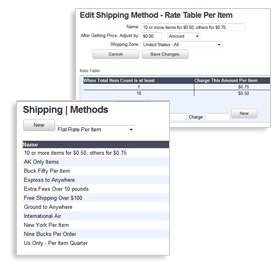 Edit Shipping Method - Rate Table Per Item
Name 10 or more items for $0.50, others for $0.75
After Getting Price, Adjust by $0.00 Amount
Shipping Zone United States - All
Cancel Save Changes
Rate Table
When Total Item Count is at least Charge This Amount Per Item
1 $0.75
10 $0.50
Charge New
Shipping | Methods
New Flat Rate Per Item
Name
10 or more items for $0.50, others for $0.75
AK Only Items
Buck Fifty Per Item
Express to Anywhere
Extra Fees Over 10 pounds
Free Shipping Over $100
Ground to Anywhere
International Air
New York Per Item
Nine Bucks Per Order
Us Only - Per Item Quarter